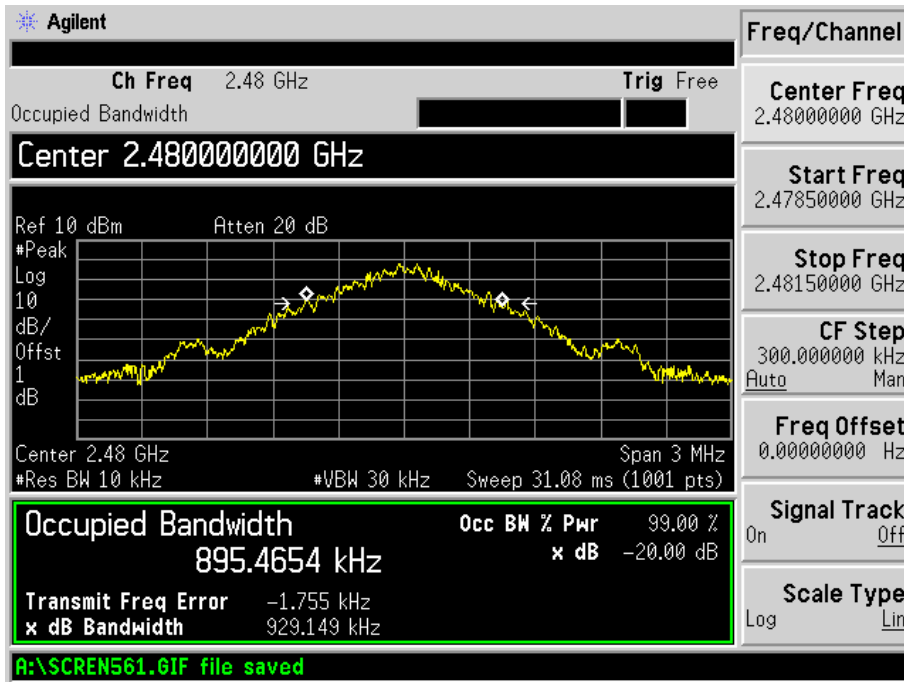 Agilent
Freq/Channel
Ch Freq 2.48 GHz Trig Free
Occupied Bandwidth
Center 2.480000000 GHz
Ref 10 dBm Atten 20 dB
#Peak
Log
10
dB/
Offst
1
dB
Center 2.48 GHz Span 3 MHz
#Res BW 10 kHz #VBW 30 kHz Sweep 31.08 ms (1001 pts)
Occupied Bandwidth Occ BW % Pwr 99.00 %
895.4654 kHz x dB -20.00 dB
Transmit Freq Error -1.755 kHz
x dB Bandwidth 929.149 kHz
A:\SCREN561.GIF file saved
Center Freq
2.48000000 GHz
Start Freq
2.47850000 GHz
Stop Freq
2.48150000 GHz
CF Step
300.000000 kHz
Auto Man
Freq Offset
0.00000000 Hz
Signal Track
On Off
Scale Type
Log Lin